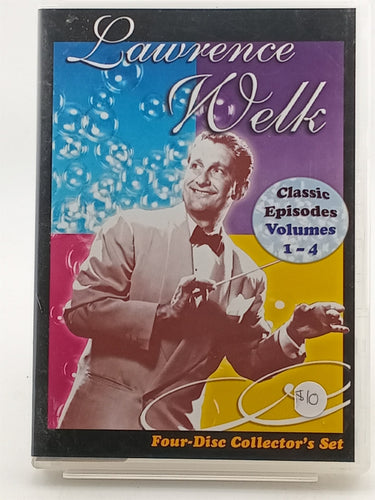 Lawrence
Welk
Classic
Episodes
Volumes
1-4
$10
Four-Disc Collector's Set